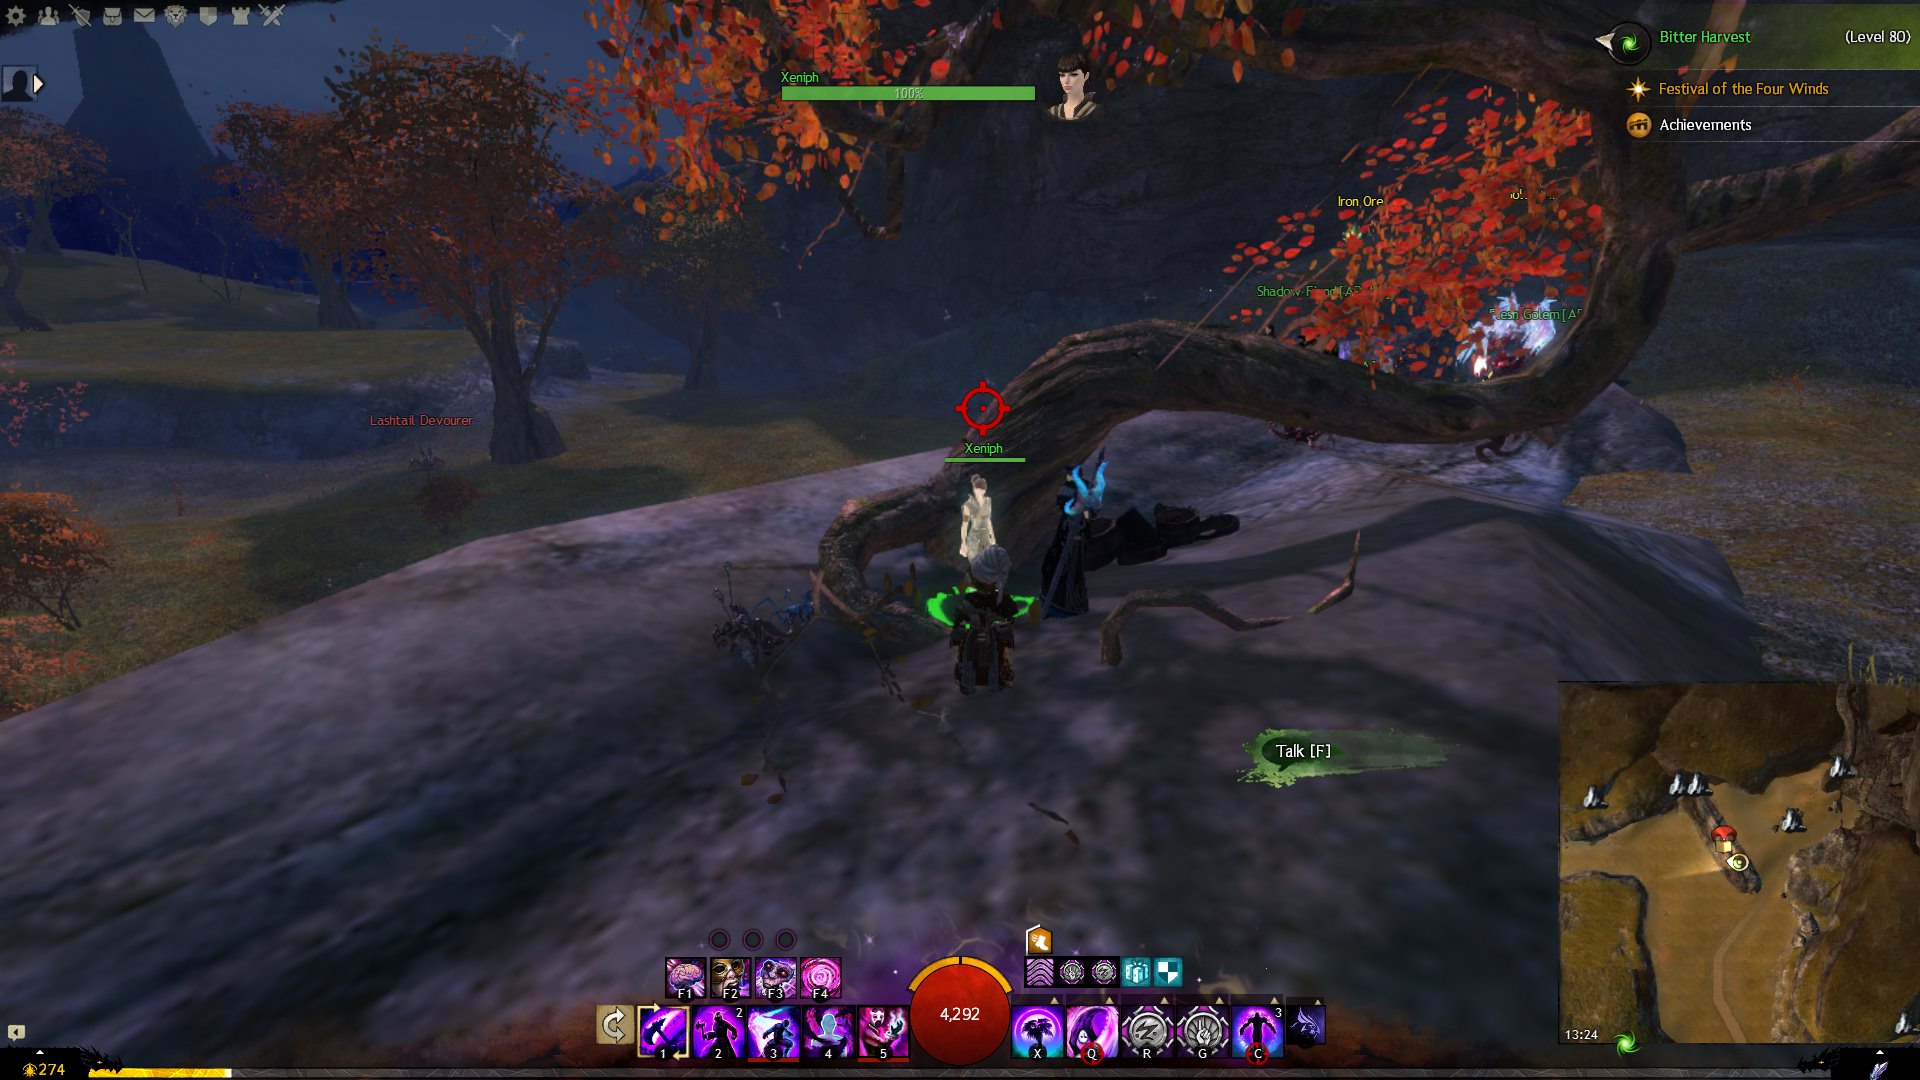 Bitter Harvest (Level 80)
Xeniph
100%
Festival of the Four Winds
Achievements
Iron Ore
Lashtail Devourer
Xeniph
Talk [F]
F1 F2 F3 F4
4,292
1 2 2 3 4 5 X Q R G 3 C
13:24
274